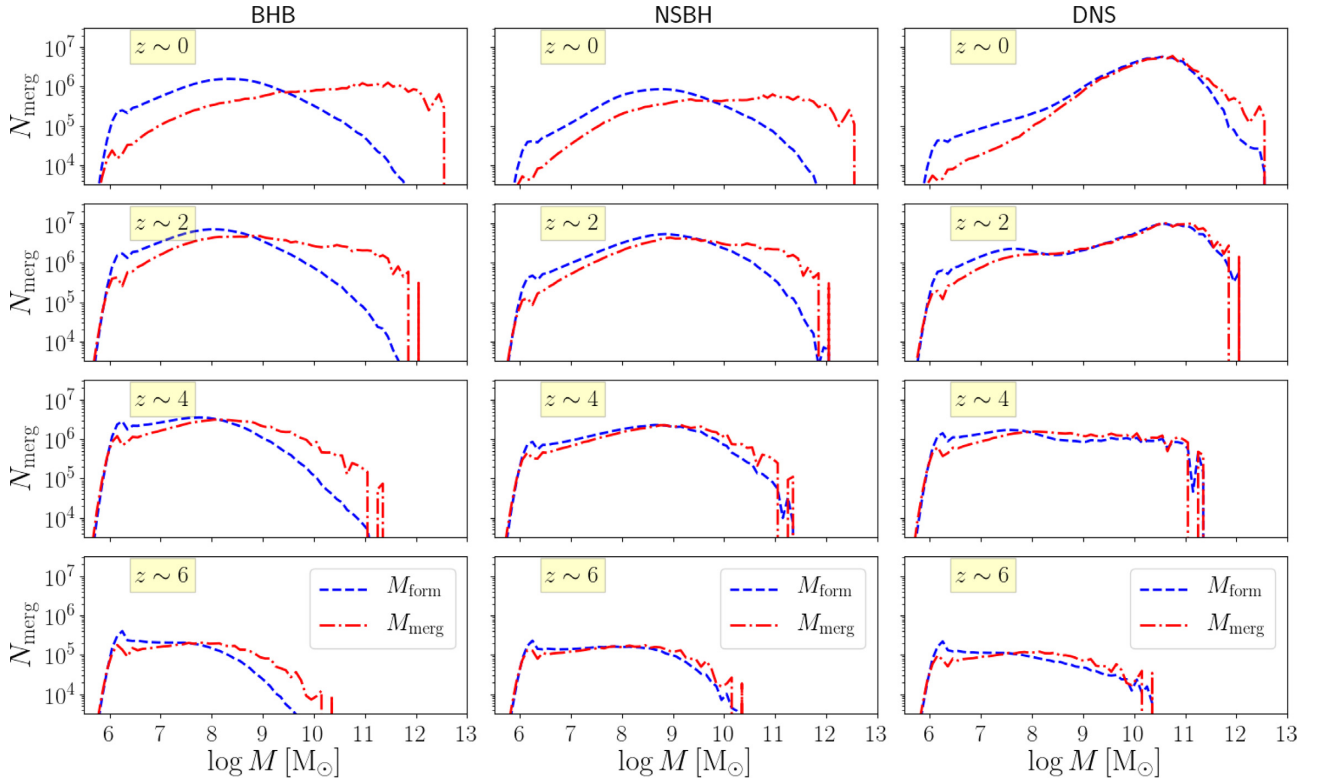 BHB NSBH DNS
N_merg 10^7 10^6 10^5 10^4 z ∼ 0 z ∼ 0 z ∼ 0
N_merg 10^7 10^6 10^5 10^4 z ∼ 2 z ∼ 2 z ∼ 2
N_merg 10^7 10^6 10^5 10^4 z ∼ 4 z ∼ 4 z ∼ 4
N_merg 10^7 10^6 10^5 10^4 z ∼ 6 z ∼ 6 z ∼ 6
M_form M_form M_form
M_merg M_merg M_merg
6 7 8 9 10 11 12 13 6 7 8 9 10 11 12 13 6 7 8 9 10 11 12 13
log M [M_⊙] log M [M_⊙] log M [M_⊙]